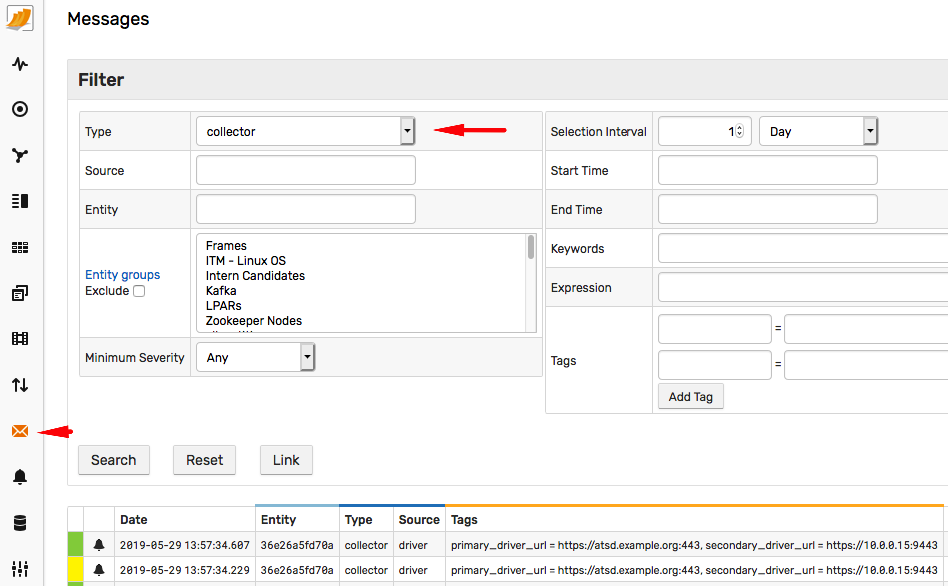 Messages
Filter
Type
collector
Selection Interval
1
Day
Source
Start Time
Entity
End Time
Entity groups
Exclude
Frames
ITM - Linux OS
Intern Candidates
Kafka
LPARs
Zookeeper Nodes
Keywords
Expression
Minimum Severity
Any
Tags
=
=
Add Tag
Search
Reset
Link
Date Entity Type Source Tags
2019-05-29 13:57:34.607 36e26a5fd70a collector driver primary_driver_url = https://atsd.example.org:443, secondary_driver_url = https://10.0.0.15:9443
2019-05-29 13:57:34.229 36e26a5fd70a collector driver primary_driver_url = https://atsd.example.org:443, secondary_driver_url = https://10.0.0.15:9443